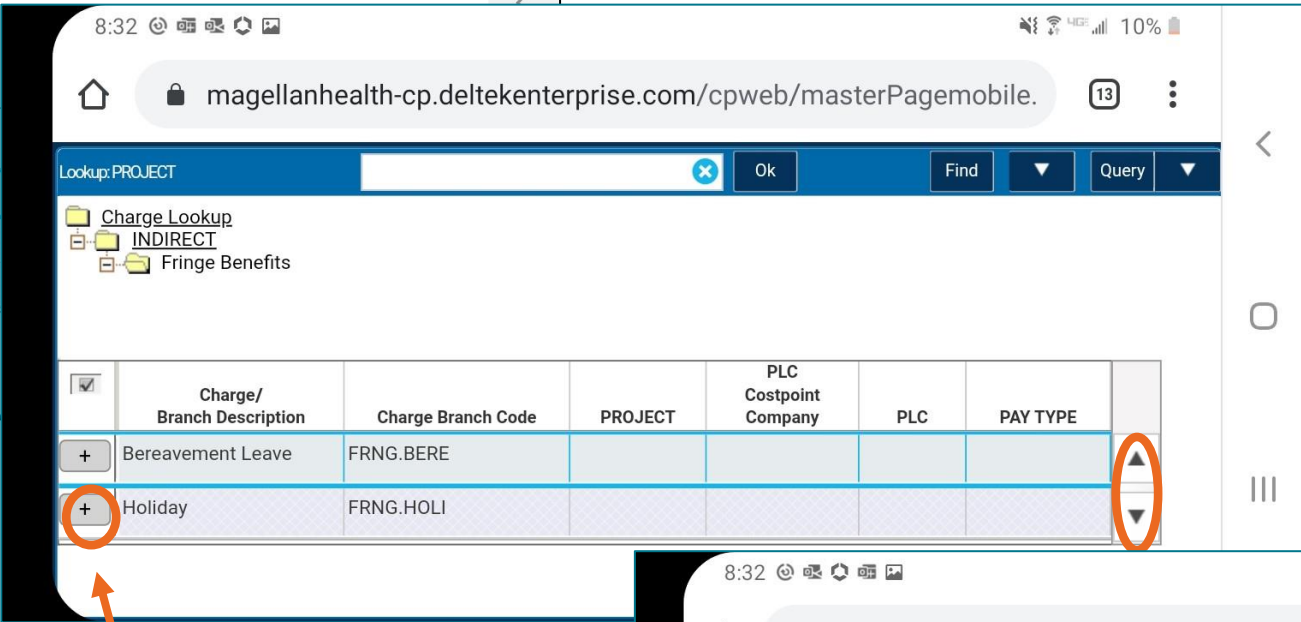 8:32
4GE 10%
magellanhealth-cp.deltekenterprise.com/cpweb/masterPagemobile.
13
Lookup: PROJECT
Ok
Find
Query
Charge Lookup
INDIRECT
Fringe Benefits
Charge/
Branch Description
Charge Branch Code
PROJECT
PLC
Costpoint
Company
PLC
PAY TYPE
+ Bereavement Leave FRNG.BERE
+ Holiday FRNG.HOLI
8:32